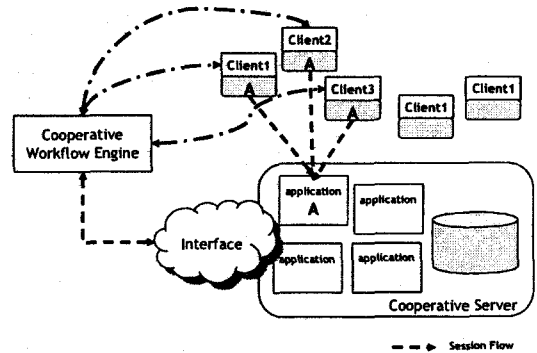 Client2
A
Client1
A
Client3
A
Client1
Client1
Cooperative
Workflow Engine
application
A
application
Interface
application
application
Cooperative Server
Session Flow